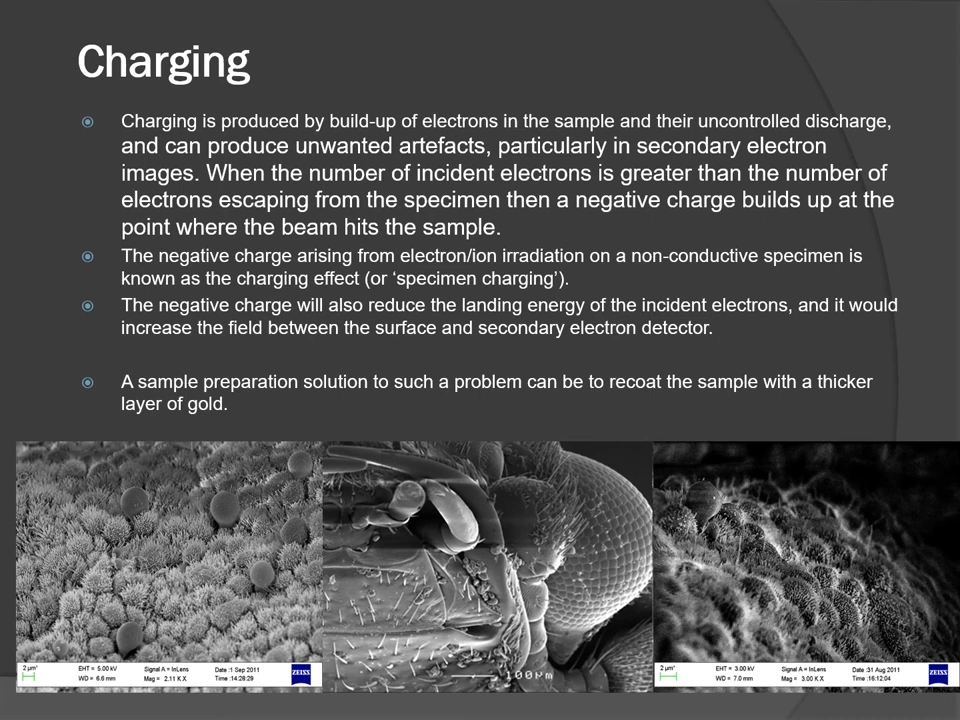 Charging
Charging is produced by build-up of electrons in the sample and their uncontrolled discharge,
and can produce unwanted artefacts, particularly in secondary electron
images. When the number of incident electrons is greater than the number of
electrons escaping from the specimen then a negative charge builds up at the
point where the beam hits the sample.
The negative charge arising from electron/ion irradiation on a non-conductive specimen is
known as the charging effect (or ‘specimen charging’).
The negative charge will also reduce the landing energy of the incident electrons, and it would
increase the field between the surface and secondary electron detector.
A sample preparation solution to such a problem can be to recoat the sample with a thicker
layer of gold.
2 µm* EHT = 5.00 kV Signal A = InLens Date :1 Sep 2011 ZEISS
WD = 6.6 mm Mag = 2.11 K X Time :14:28:29
100µm
2 µm* EHT = 3.00 kV Signal A = InLens Date :31 Aug 2011 ZEISS
WD = 7.0 mm Mag = 3.00 K X Time :16:12:04